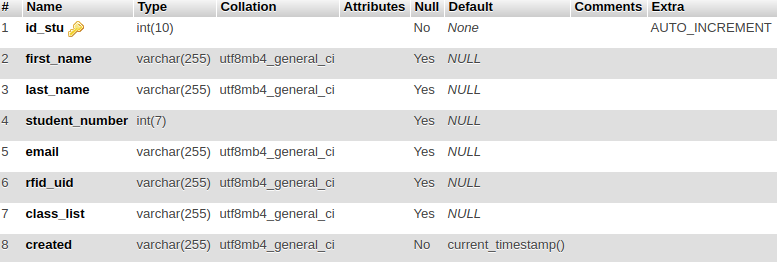 # Name Type Collation Attributes Null Default Comments Extra
1 id_stu int(10) No None AUTO_INCREMENT
2 first_name varchar(255) utf8mb4_general_ci Yes NULL
3 last_name varchar(255) utf8mb4_general_ci Yes NULL
4 student_number int(7) Yes NULL
5 email varchar(255) utf8mb4_general_ci Yes NULL
6 rfid_uid varchar(255) utf8mb4_general_ci Yes NULL
7 class_list varchar(255) utf8mb4_general_ci Yes NULL
8 created varchar(255) utf8mb4_general_ci No current_timestamp()